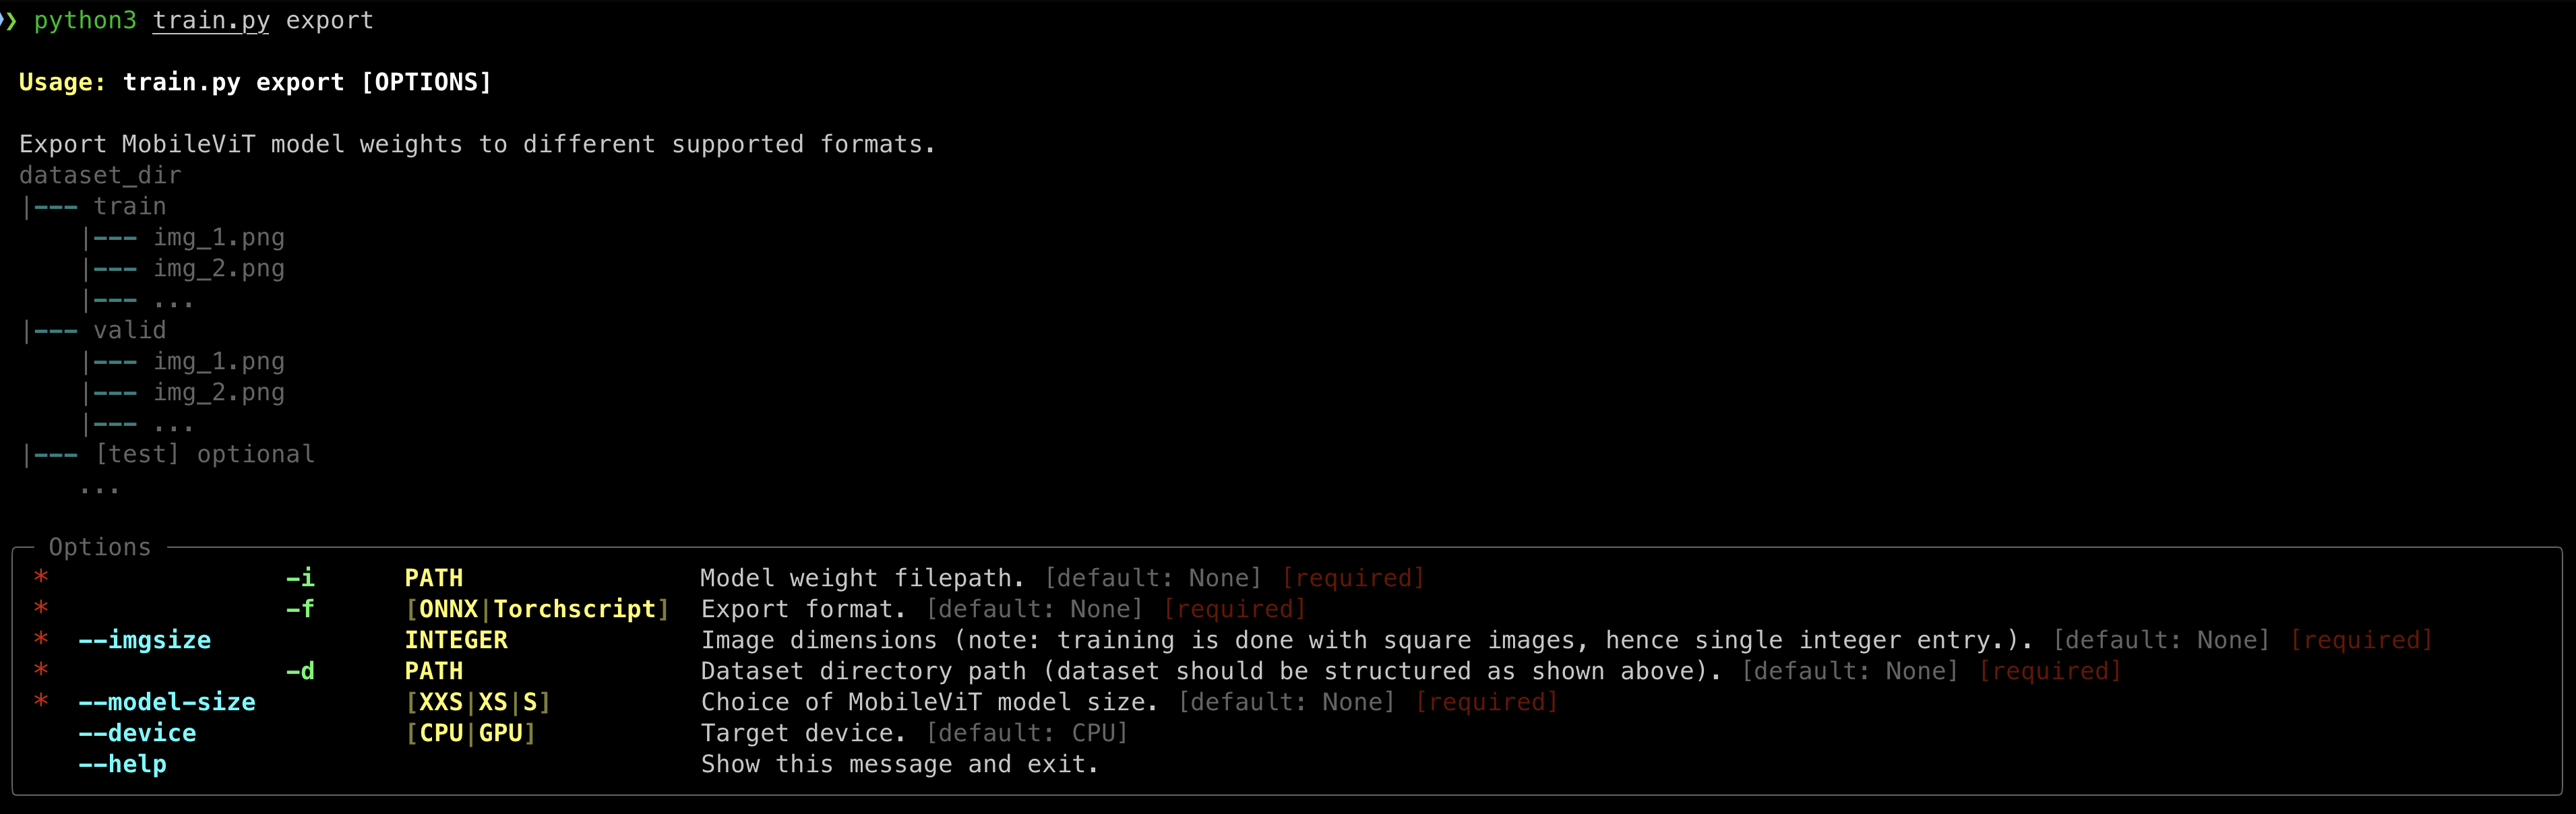 ❯ python3 train.py export
Usage: train.py export [OPTIONS]
Export MobileViT model weights to different supported formats.
dataset_dir
|--- train
    |--- img_1.png
    |--- img_2.png
    |--- ...
|--- valid
    |--- img_1.png
    |--- img_2.png
    |--- ...
|--- [test] optional
    ...
Options
* -i PATH Model weight filepath. [default: None] [required]
* -f [ONNX|Torchscript] Export format. [default: None] [required]
* --imgsize INTEGER Image dimensions (note: training is done with square images, hence single integer entry.). [default: None] [required]
* -d PATH Dataset directory path (dataset should be structured as shown above). [default: None] [required]
* --model-size [XXS|XS|S] Choice of MobileViT model size. [default: None] [required]
--device [CPU|GPU] Target device. [default: CPU]
--help Show this message and exit.